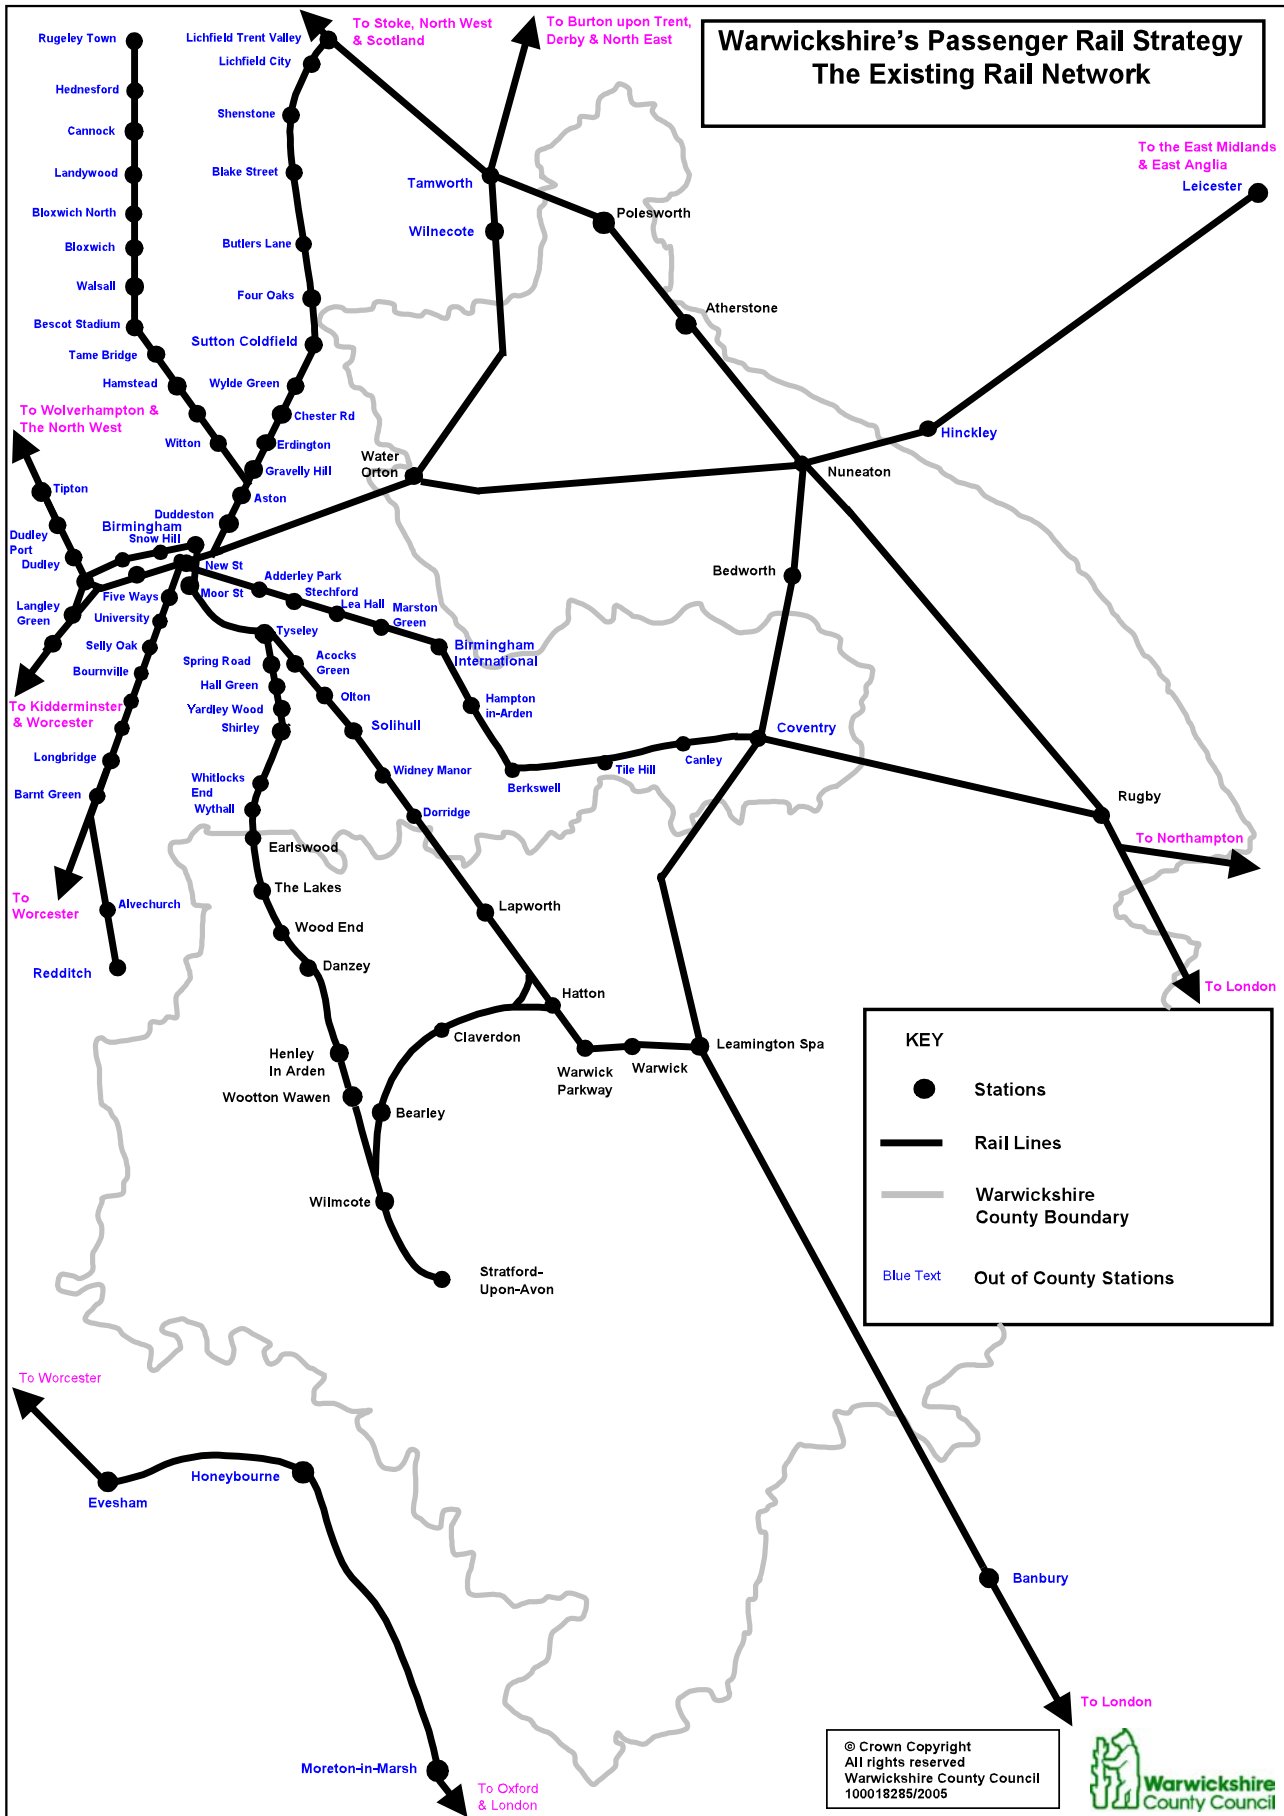 Warwickshire's Passenger Rail Strategy
The Existing Rail Network
To Stoke, North West
& Scotland
To Burton upon Trent,
Derby & North East
To the East Midlands
& East Anglia
Leicester
Rugeley Town
Hednesford
Cannock
Landywood
Bloxwich North
Bloxwich
Walsall
Bescot Stadium
Tame Bridge
Hamstead
Witton
Lichfield Trent Valley
Lichfield City
Shenstone
Blake Street
Butlers Lane
Four Oaks
Sutton Coldfield
Wylde Green
Chester Rd
Erdington
Gravelly Hill
Aston
Duddeston
Tamworth
Wilnecote
Polesworth
Atherstone
Hinckley
Nuneaton
Water
Orton
Bedworth
To Wolverhampton &
The North West
Tipton
Dudley
Port
Dudley
Langley
Green
Birmingham
Snow Hill
New St
Moor St
Five Ways
University
Selly Oak
Bournville
To Kidderminster
& Worcester
Longbridge
Barnt Green
To
Worcester
Alvechurch
Redditch
Adderley Park
Stechford
Lea Hall
Marston
Green
Birmingham
International
Hampton
in-Arden
Berkswell
Tile Hill
Canley
Coventry
Rugby
To Northampton
To London
Tyseley
Spring Road
Hall Green
Yardley Wood
Shirley
Whitlocks
End
Wythall
Earlswood
The Lakes
Wood End
Danzey
Henley
In Arden
Wootton Wawen
Wilmcote
Stratford-
Upon-Avon
Acocks
Green
Olton
Solihull
Widney Manor
Dorridge
Lapworth
Hatton
Claverdon
Bearley
Warwick
Parkway
Warwick
Leamington Spa
KEY
Stations
Rail Lines
Warwickshire
County Boundary
Blue Text
Out of County Stations
To Worcester
Evesham
Honeybourne
Moreton-in-Marsh
To Oxford
& London
Banbury
To London
© Crown Copyright
All rights reserved
Warwickshire County Council
100018285/2005
Warwickshire
County Council